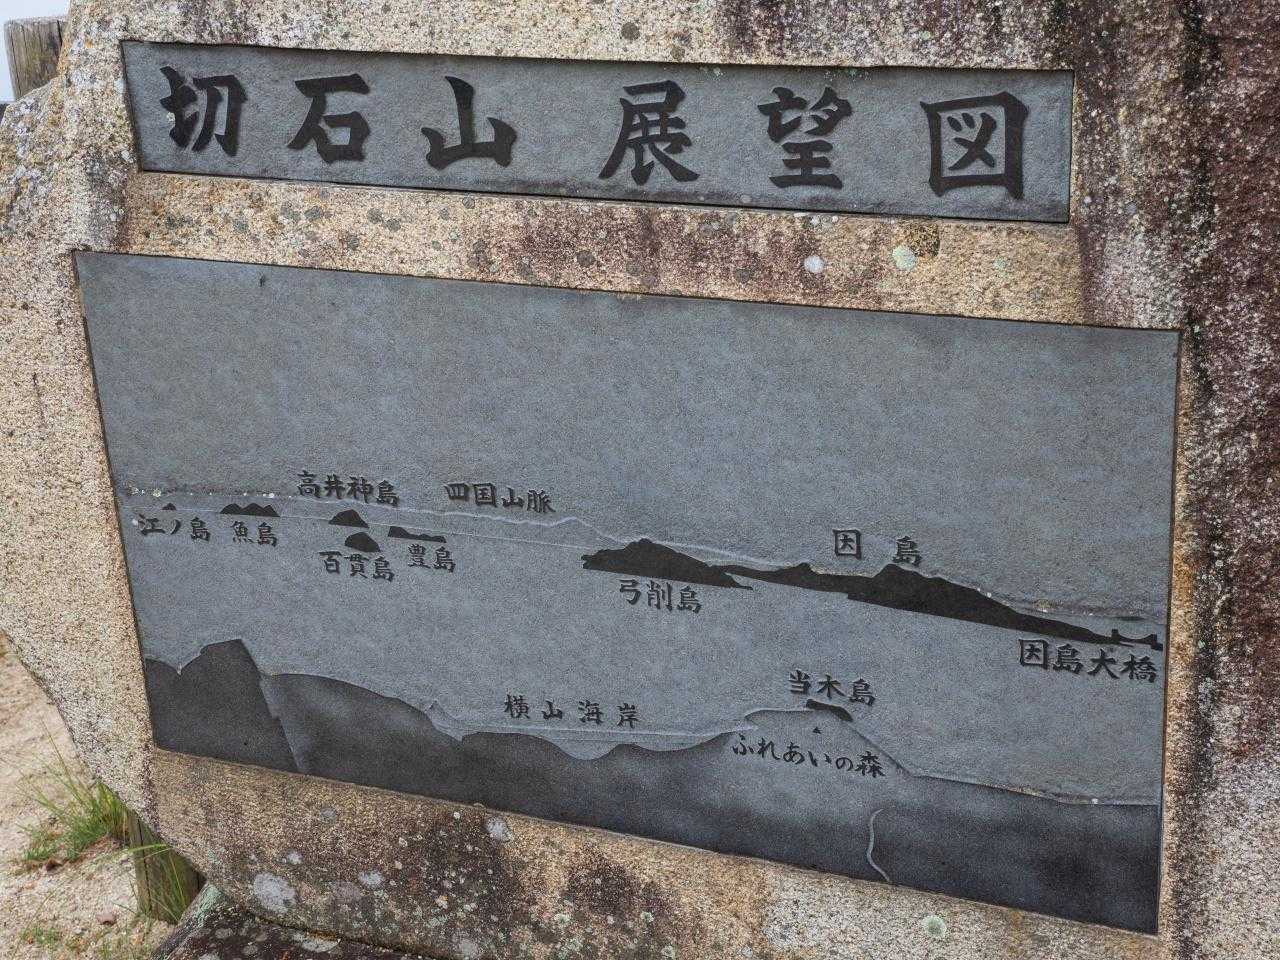 切石山 展望図
高井神島
四国山脈
江ノ島
魚島
百貫島
豊島
因島
弓削島
因島大橋
当木島
横山海岸
ふれあいの森